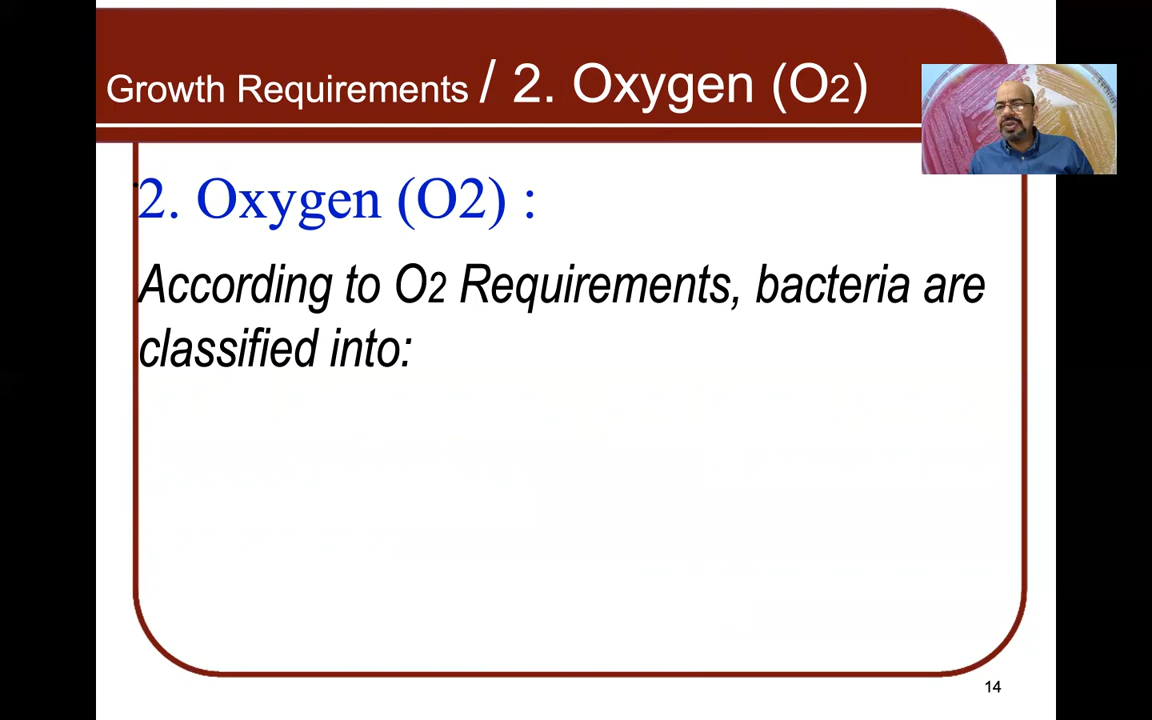 Growth Requirements / 2. Oxygen (O2)
2. Oxygen (O2) :
According to O2 Requirements, bacteria are
classified into:
14